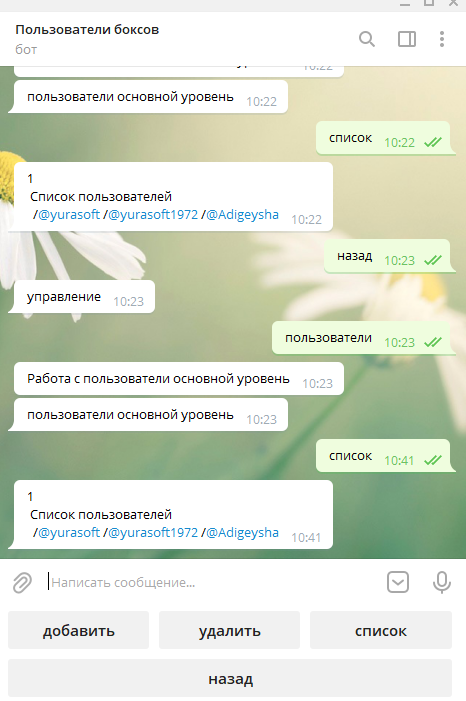 Пользователи боксов
бот
10:22
пользователи основной уровень 10:22
список 10:22
1
Список пользователей
/@yurasoft /@yurasoft1972 /@Adigeysha 10:22
назад 10:23
управление 10:23
пользователи 10:23
Работа с пользователи основной уровень 10:23
пользователи основной уровень 10:23
список 10:41
1
Список пользователей
/@yurasoft /@yurasoft1972 /@Adigeysha 10:41
Написать сообщение...
добавить удалить список
назад